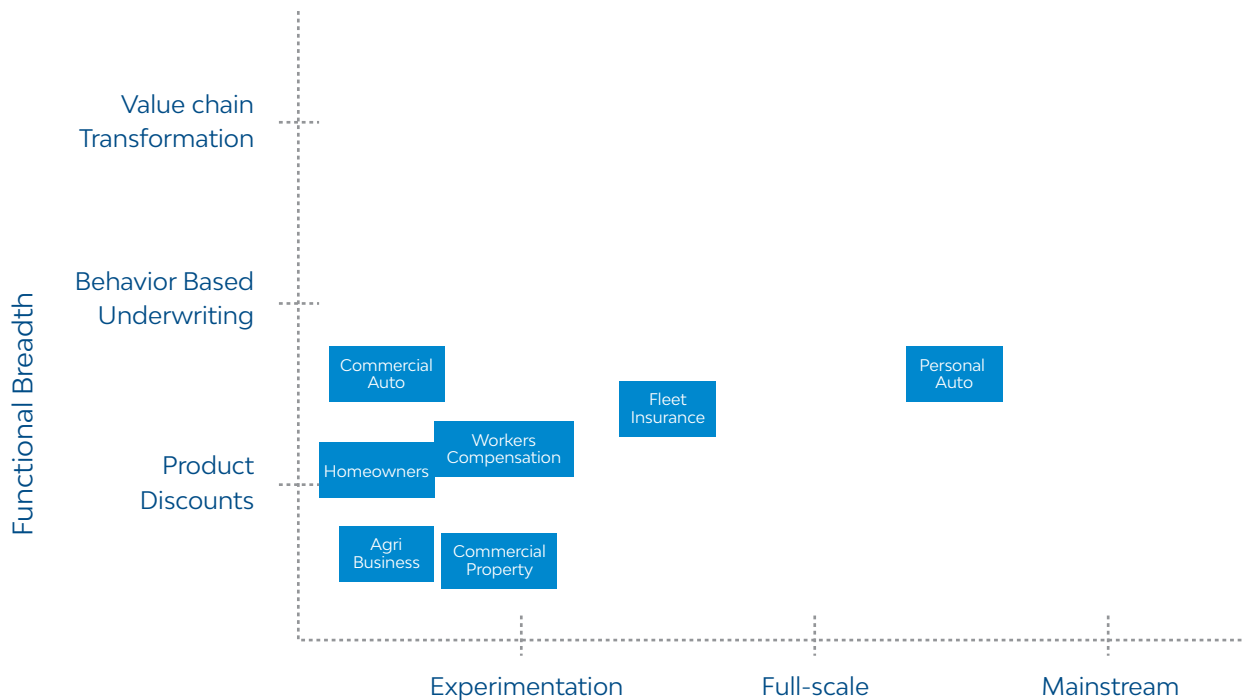 Value chain
Transformation
Behavior Based
Underwriting
Functional Breadth
Commercial
Auto
Personal
Auto
Fleet
Insurance
Workers
Compensation
Homeowners
Product
Discounts
Agri
Business
Commercial
Property
Experimentation
Full-scale
Mainstream